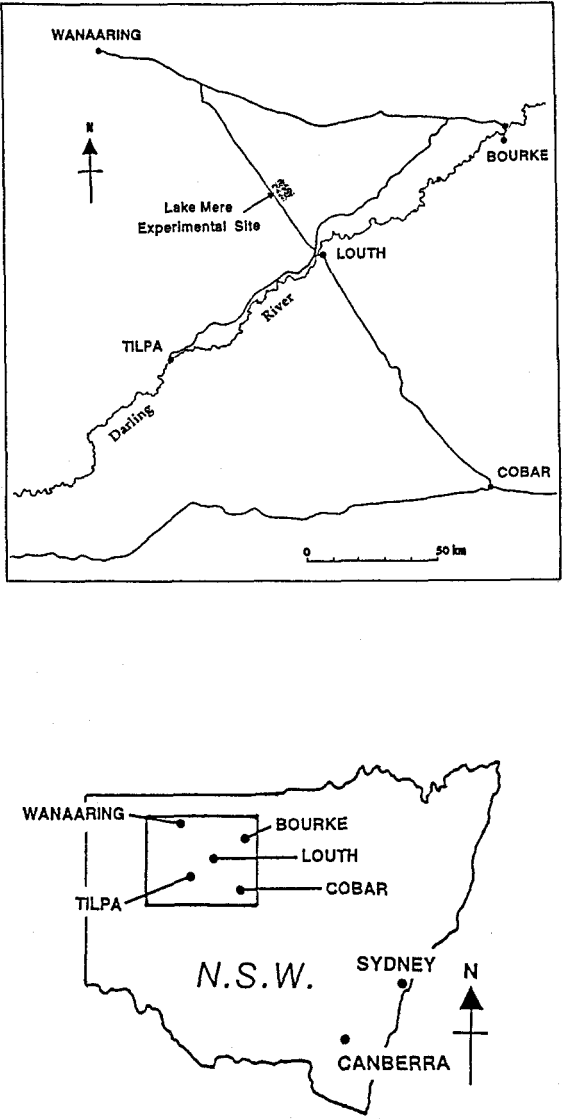 WANAARING
N
BOURKE
Lake Mere
Experimental Site
LOUTH
River
TILPA
Darling
COBAR
0 50 km
WANAARING
BOURKE
LOUTH
COBAR
TILPA
N.S.W.
SYDNEY
N
CANBERRA